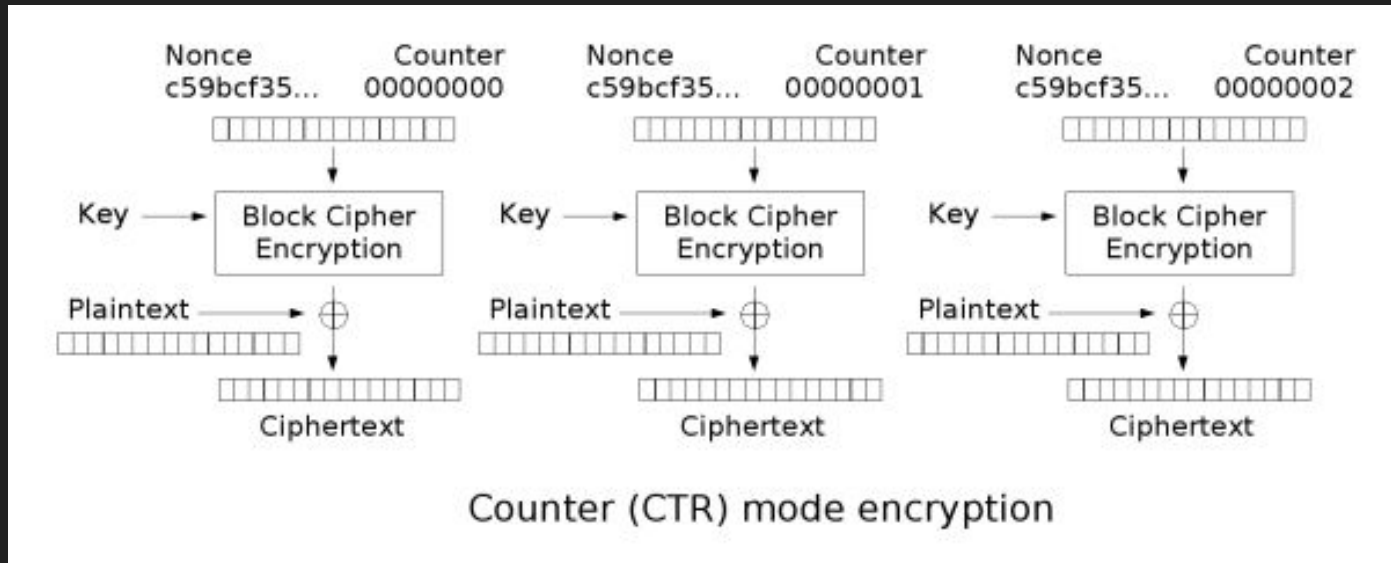 Nonce Counter Nonce Counter Nonce Counter
c59bcf35... 00000000 c59bcf35... 00000001 c59bcf35... 00000002
Key Block Cipher Encryption Key Block Cipher Encryption Key Block Cipher Encryption
Plaintext Plaintext Plaintext
Ciphertext Ciphertext Ciphertext
Counter (CTR) mode encryption